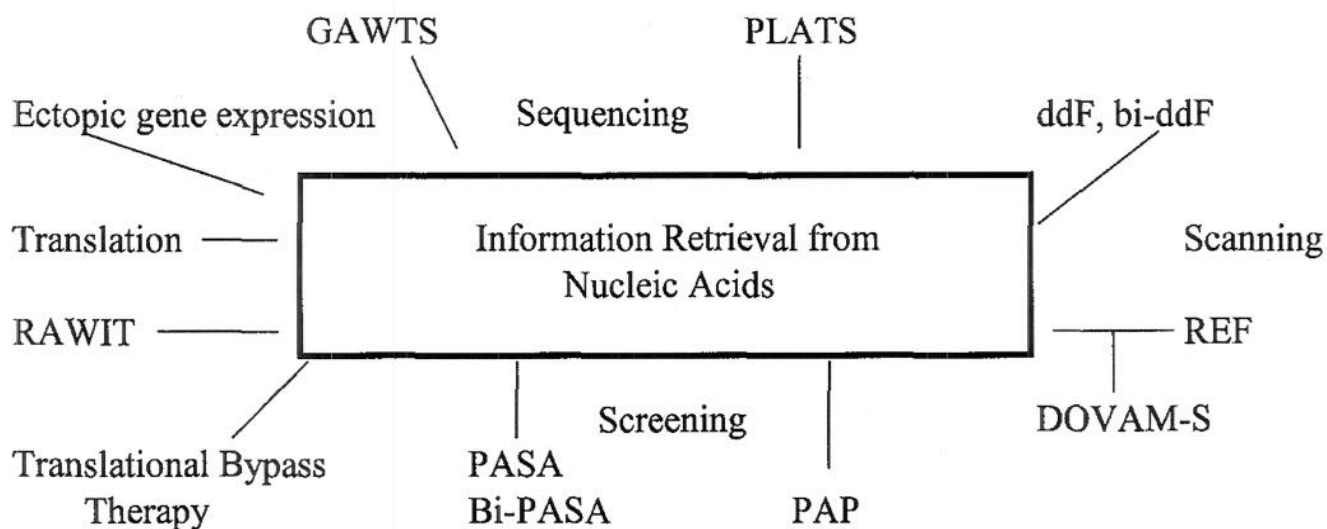 GAWTS PLATS
Ectopic gene expression Sequencing ddF, bi-ddF
Translation Information Retrieval from Scanning
Nucleic Acids
RAWIT REF
Screening DOVAM-S
Translational Bypass PASA
Therapy Bi-PASA PAP